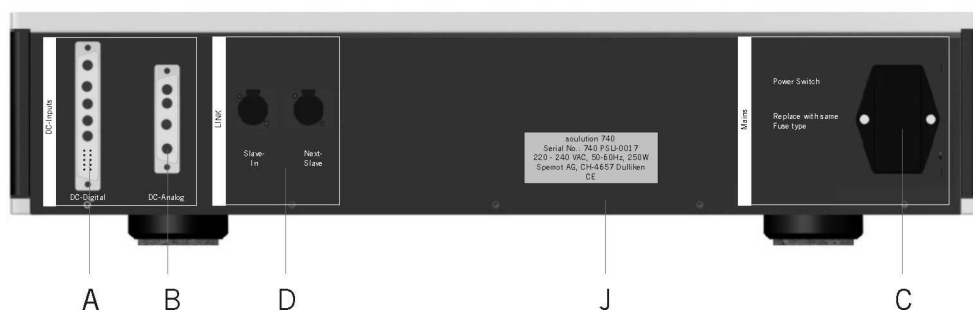 DC-Inputs
DC-Digital
DC-Analog
LINK
Slave-
In
Next-
Slave
soulution 740
Serial No.: 740 PSU-0017
220 - 240 VAC, 50-60Hz, 250W
Spemot AG, CH-4657 Dulliken
CE
Mains
Power Switch
Replace with same
Fuse type
A
B
D
J
C